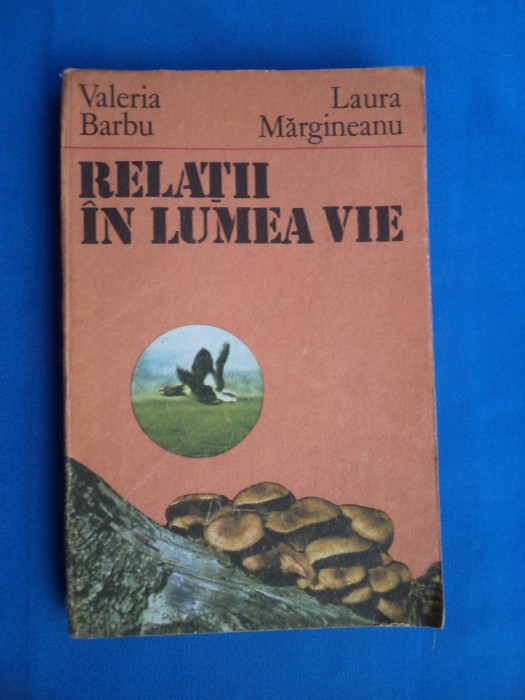 Valeria
Barbu
Laura
Mărgineanu
RELAȚII
ÎN LUMEA VIE